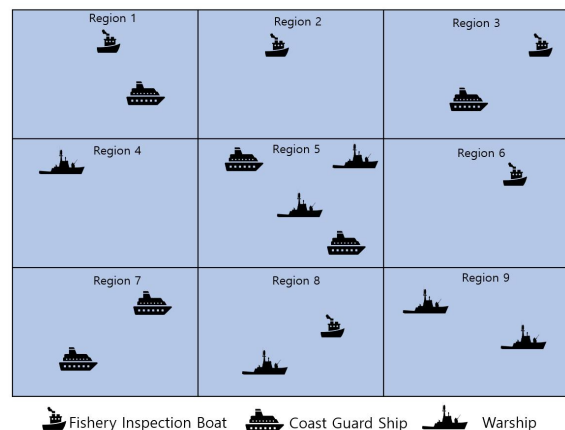 Region 1
Region 2
Region 3
Region 4
Region 5
Region 6
Region 7
Region 8
Region 9
Fishery Inspection Boat Coast Guard Ship Warship